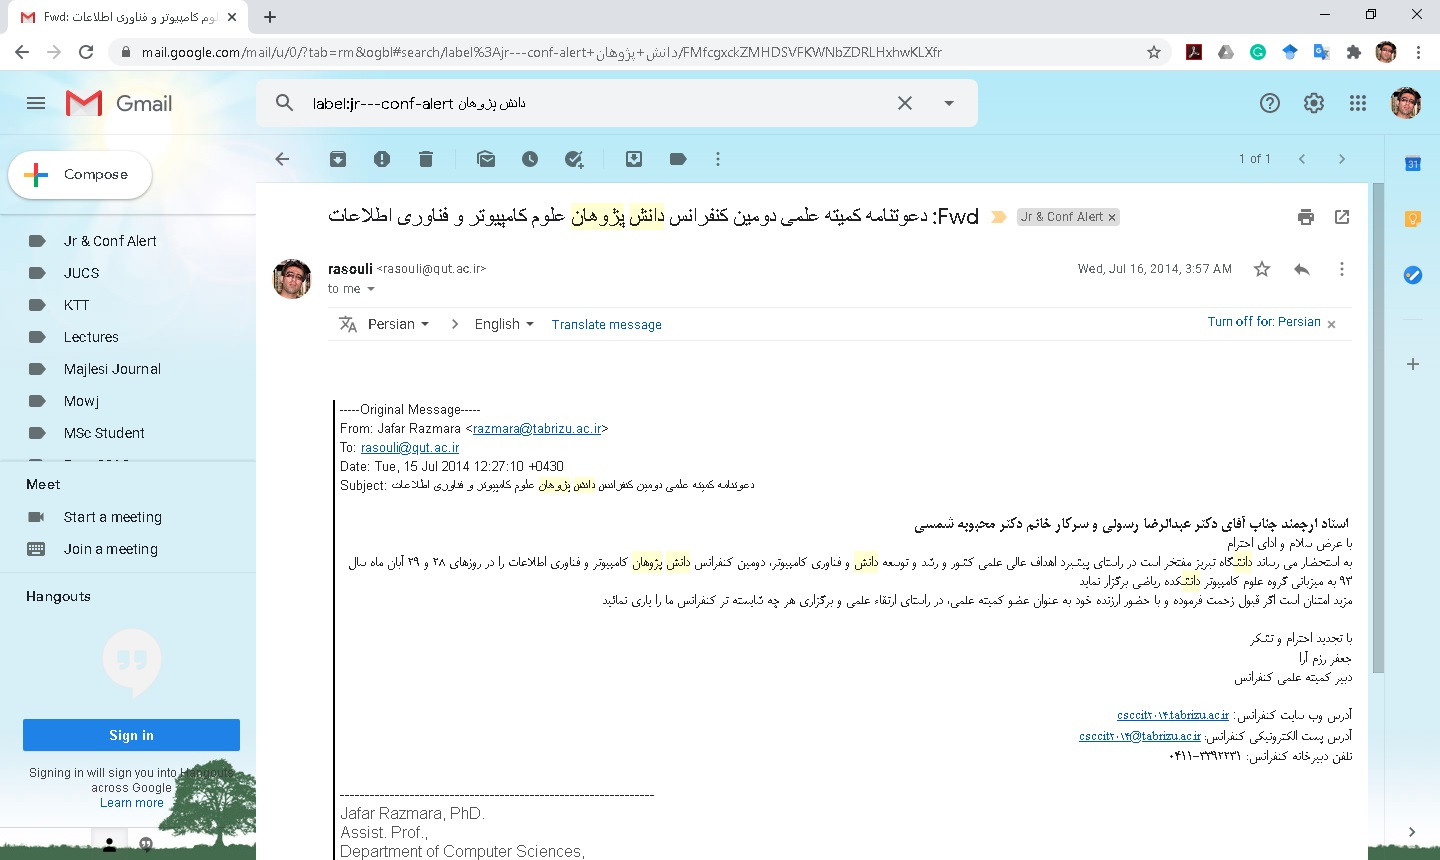 Fwd: علوم کامپیوتر و فناوری اطلاعات
mail.google.com/mail/u/0/?tab=rm&ogbl#search/label%3Ajr---conf-alert+دانش+پژوهان/FMfcgxckZMHDSVFKWNbZDRLHxhwKLXfr
Gmail
label:jr---conf-alert دانش پژوهان
Compose
1 of 1
Jr & Conf Alert
JUCS
KTT
Lectures
Majlesi Journal
Mowj
MSc Student
Meet
Start a meeting
Join a meeting
Hangouts
Sign in
Signing in will sign you into Hangouts
across Google
Learn more
Fwd: دعوتنامه کمیته علمی دومین کنفرانس دانش پژوهان علوم کامپیوتر و فناوری اطلاعات
Jr & Conf Alert ×
rasouli <rasouli@qut.ac.ir>
Wed, Jul 16, 2014, 3:57 AM
to me
Persian > English Translate message
Turn off for: Persian ×
-----Original Message-----
From: Jafar Razmara <razmara@tabrizu.ac.ir>
To: rasouli@qut.ac.ir
Date: Tue, 15 Jul 2014 12:27:10 +0430
Subject: دعوتنامه کمیته علمی دومین کنفرانس دانش پژوهان علوم کامپیوتر و فناوری اطلاعات
استاد ارجمند جناب آقای دکتر عبدالرضا رسولی و سرکار خانم دکتر محبوبه شمسی
با عرض سلام و ادای احترام
به استحضار می رساند دانشگاه تبریز مفتخر است در راستای پیشبرد اهداف عالی علمی کشور و رشد و توسعه دانش و فناوری کامپیوتر، دومین کنفرانس دانش پژوهان کامپیوتر و فناوری اطلاعات را در روزهای ۲۸ و ۲۹ آبان ماه سال
۹۳ به میزبانی گروه علوم کامپیوتر دانشکده ریاضی برگزار نماید
مزید امتنان است اگر قبول زحمت فرموده و با حضور ارزنده خود به عنوان عضو کمیته علمی، در راستای ارتقاء علمی و برگزاری هر چه شایسته تر کنفرانس ما را یاری نمائید
با تجدید احترام و تشکر
جعفر رزم آرا
دبیر کمیته علمی کنفرانس
آدرس وب سایت کنفرانس: csccit۲۰۱۴.tabrizu.ac.ir
آدرس پست الکترونیکی کنفرانس: csccit۲۰۱۴@tabrizu.ac.ir
تلفن دبیرخانه کنفرانس: ۳۳۹۲۲۳۱-۰۴۱۱
---------------------------------------------------------------
Jafar Razmara, PhD.
Assist. Prof.,
Department of Computer Sciences,